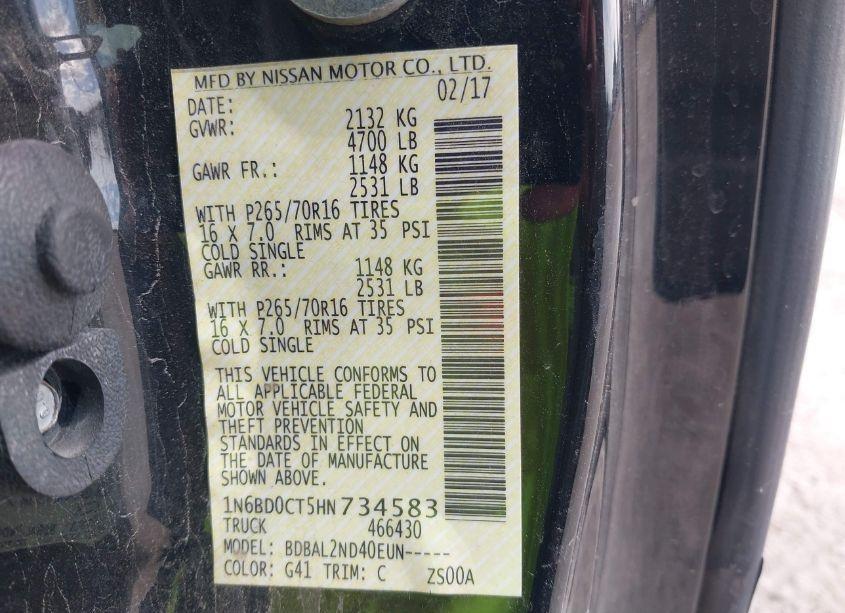 MFD BY NISSAN MOTOR CO., LTD.
DATE: 02/17
GVWR: 2132 KG
4700 LB
GAWR FR.: 1148 KG
2531 LB
WITH P265/70R16 TIRES
16 X 7.0 RIMS AT 35 PSI
COLD SINGLE
GAWR RR.: 1148 KG
2531 LB
WITH P265/70R16 TIRES
16 X 7.0 RIMS AT 35 PSI
COLD SINGLE
THIS VEHICLE CONFORMS TO
ALL APPLICABLE FEDERAL
MOTOR VEHICLE SAFETY AND
THEFT PREVENTION
STANDARDS IN EFFECT ON
THE DATE OF MANUFACTURE
SHOWN ABOVE.
1N6BD0CT5HN734583
TRUCK 466430
MODEL: BDBAL2ND40EUN-----
COLOR: G41 TRIM: C ZS00A